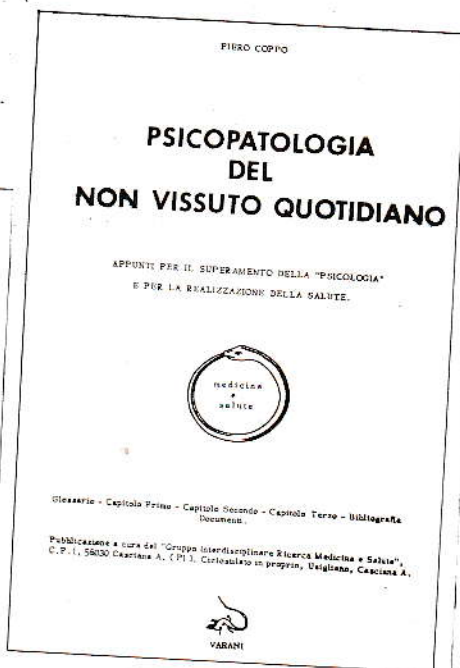 PIERO COPPO
PSICOPATOLOGIA
DEL
NON VISSUTO QUOTIDIANO
APPUNTI PER IL SUPERAMENTO DELLA "PSICOLOGIA"
E PER LA REALIZZAZIONE DELLA SALUTE.
medicina
e
salute
Glossario - Capitolo Primo - Capitolo Secondo - Capitolo Terzo - Bibliografia
Documenti.
Pubblicazione a cura del "Gruppo Interdisciplinare Ricerca Medicina e Salute",
C.P.1, 56030 Casciana A. (PI). Ciclostilato in proprio, Usigliano, Casciana A.
VARANI